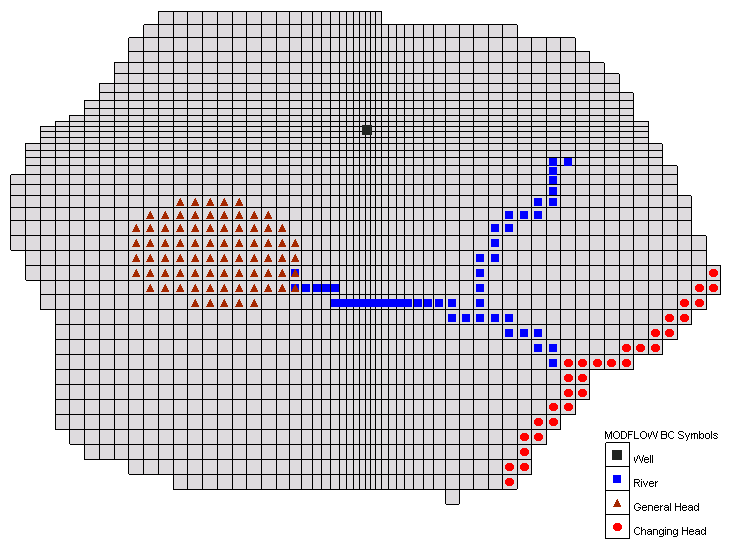 MODFLOW BC Symbols
Well
River
General Head
Changing Head